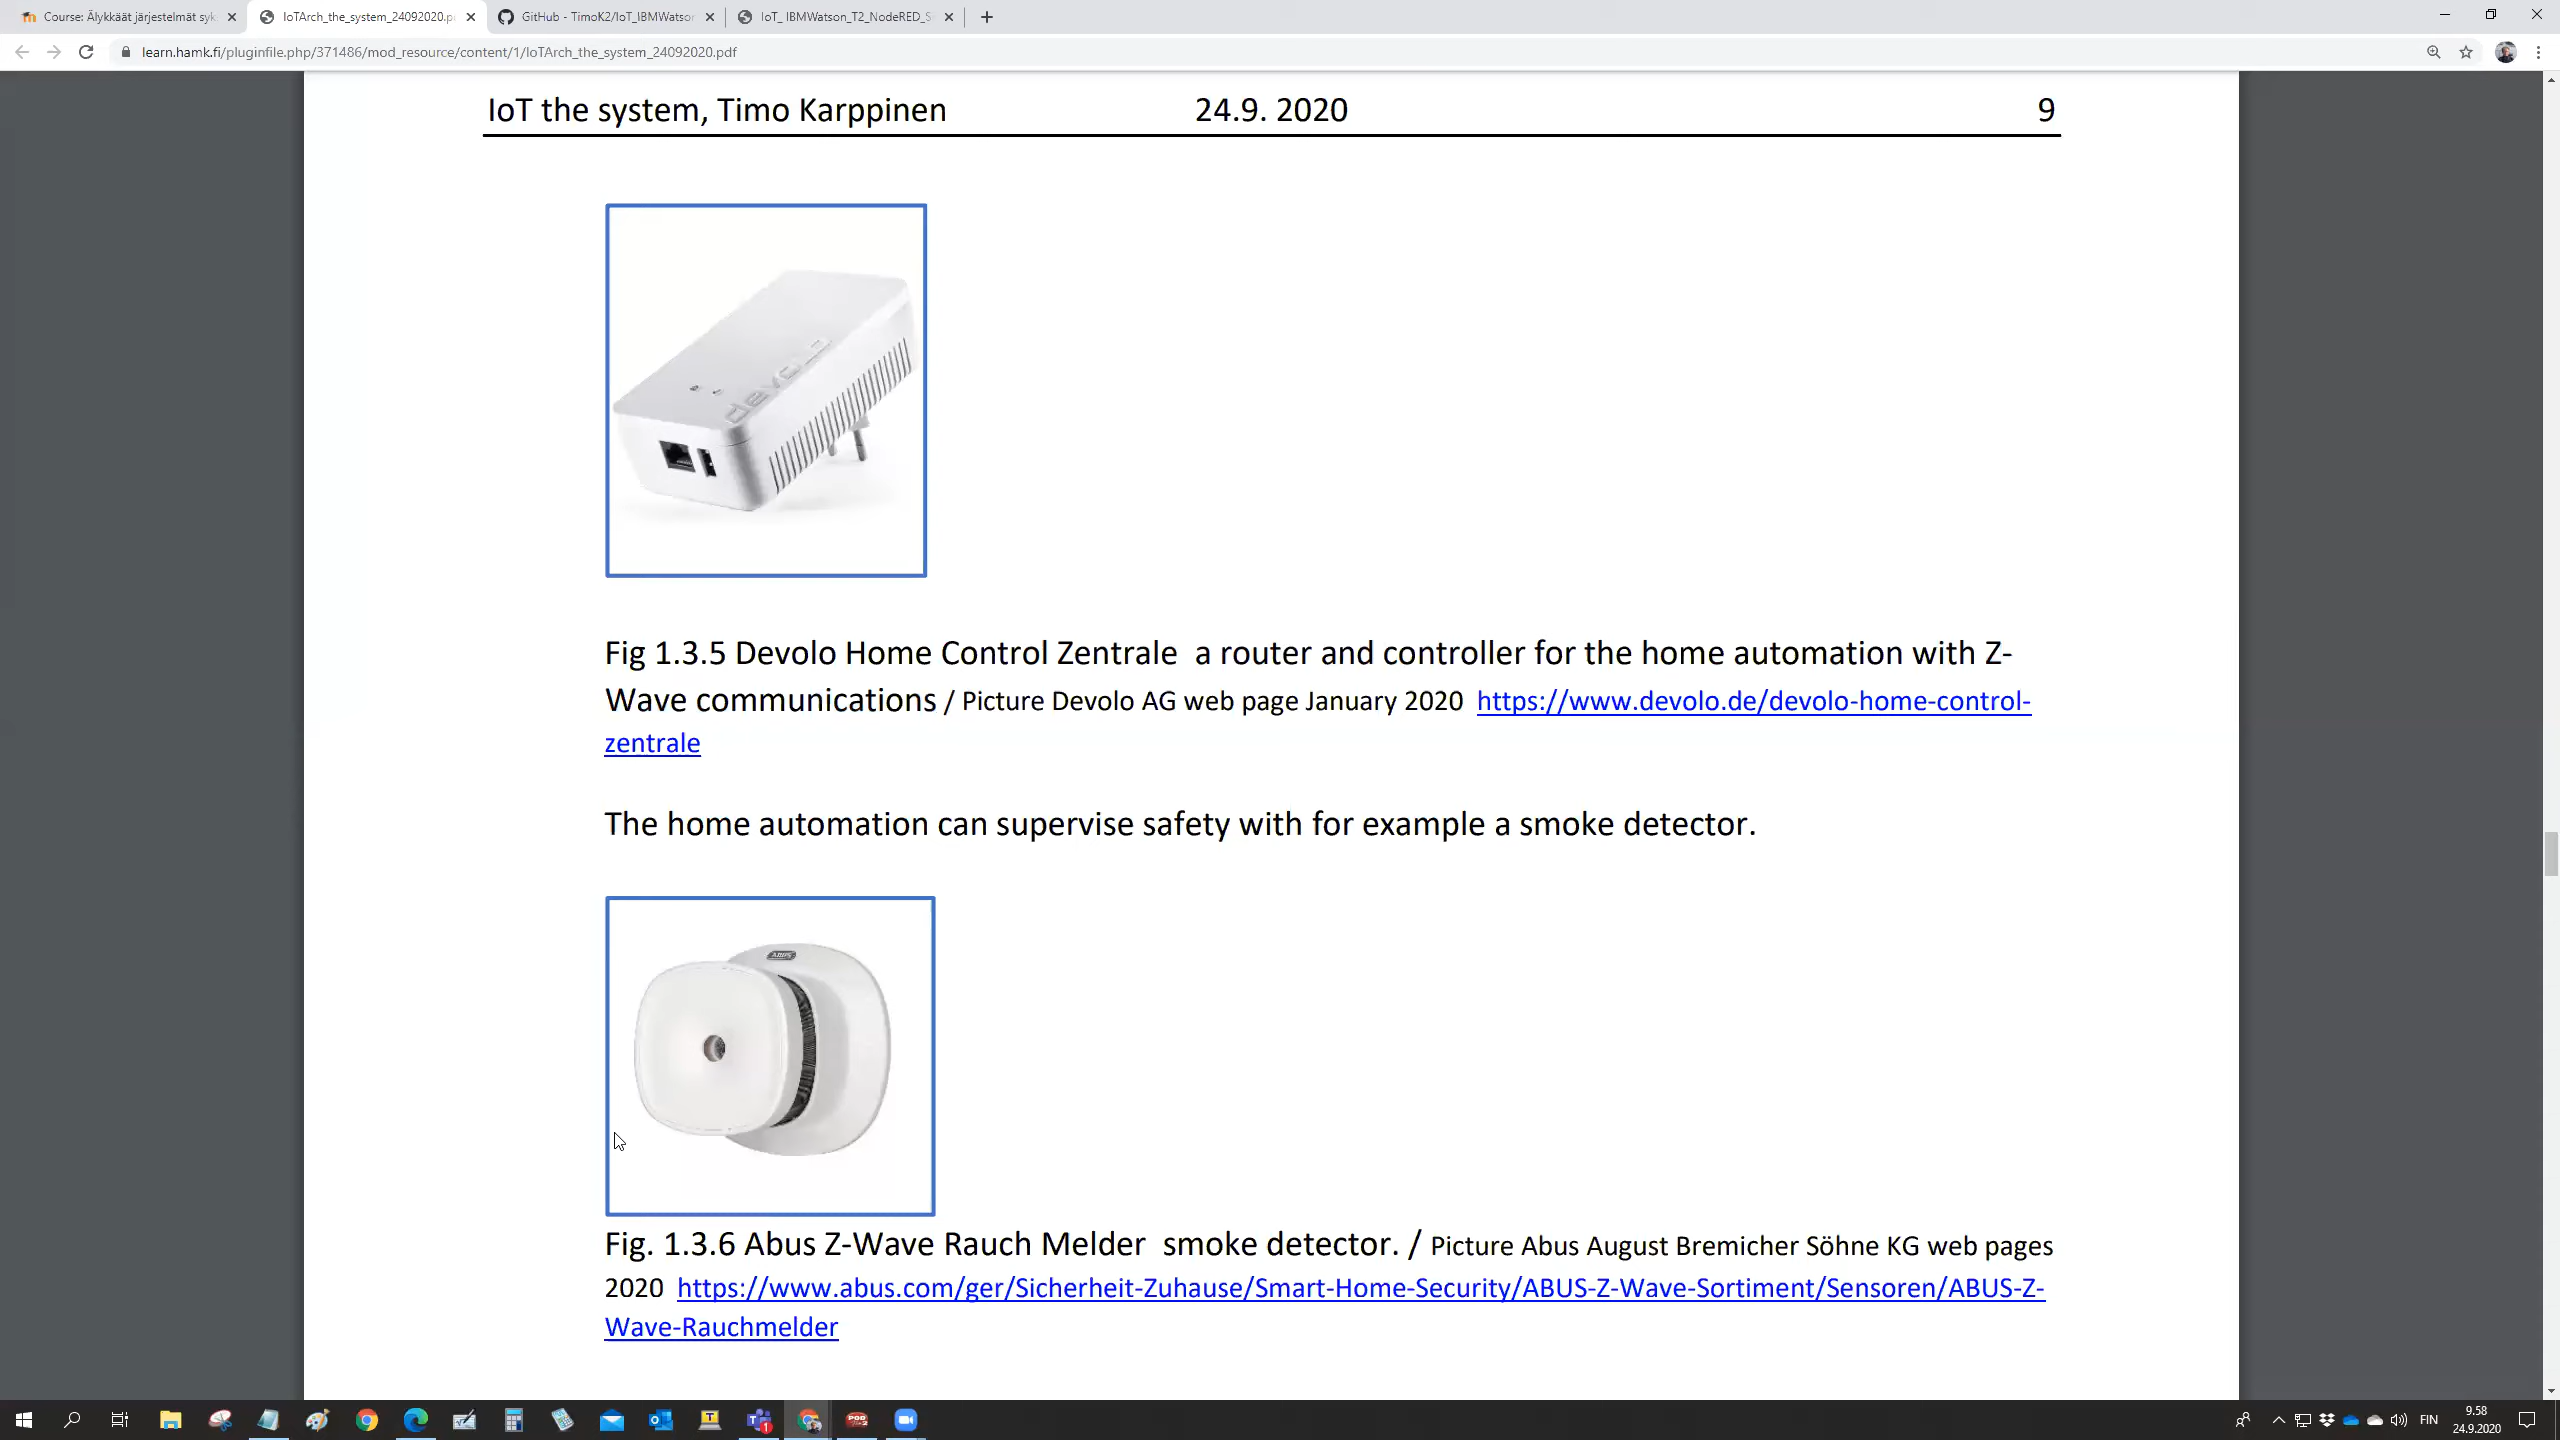 Course: Älykkäät järjestelmät syk
IoTArch_the_system_24092020.p
GitHub - TimoK2/IoT_IBMWatson
IoT_ IBMWatson_T2_NodeRED_S
learn.hamk.fi/pluginfile.php/371486/mod_resource/content/1/IoTArch_the_system_24092020.pdf
IoT the system, Timo Karppinen 24.9. 2020 9
devolo
Fig 1.3.5 Devolo Home Control Zentrale a router and controller for the home automation with Z-
Wave communications / Picture Devolo AG web page January 2020 https://www.devolo.de/devolo-home-control-
zentrale
The home automation can supervise safety with for example a smoke detector.
ABUS
Fig. 1.3.6 Abus Z-Wave Rauch Melder smoke detector. / Picture Abus August Bremicher Söhne KG web pages
2020 https://www.abus.com/ger/Sicherheit-Zuhause/Smart-Home-Security/ABUS-Z-Wave-Sortiment/Sensoren/ABUS-Z-
Wave-Rauchmelder
FIN
9.58
24.9.2020